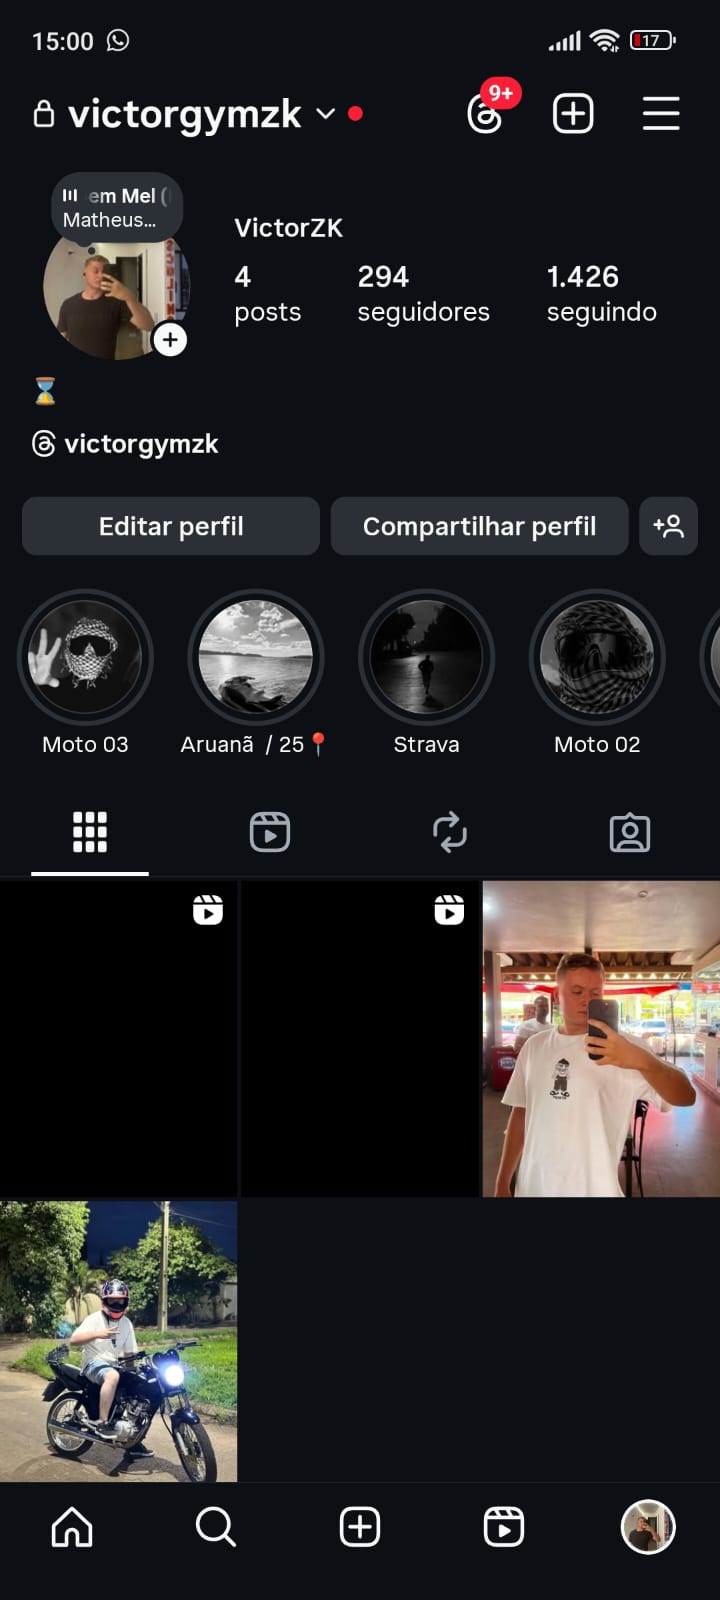 15:00
17
victorgymzk
9+
em Mel (
Matheus...
VictorZK
4
294
1.426
posts
seguidores
seguindo
victorgymzk
Editar perfil
Compartilhar perfil
Moto 03
Aruanã / 25
Strava
Moto 02